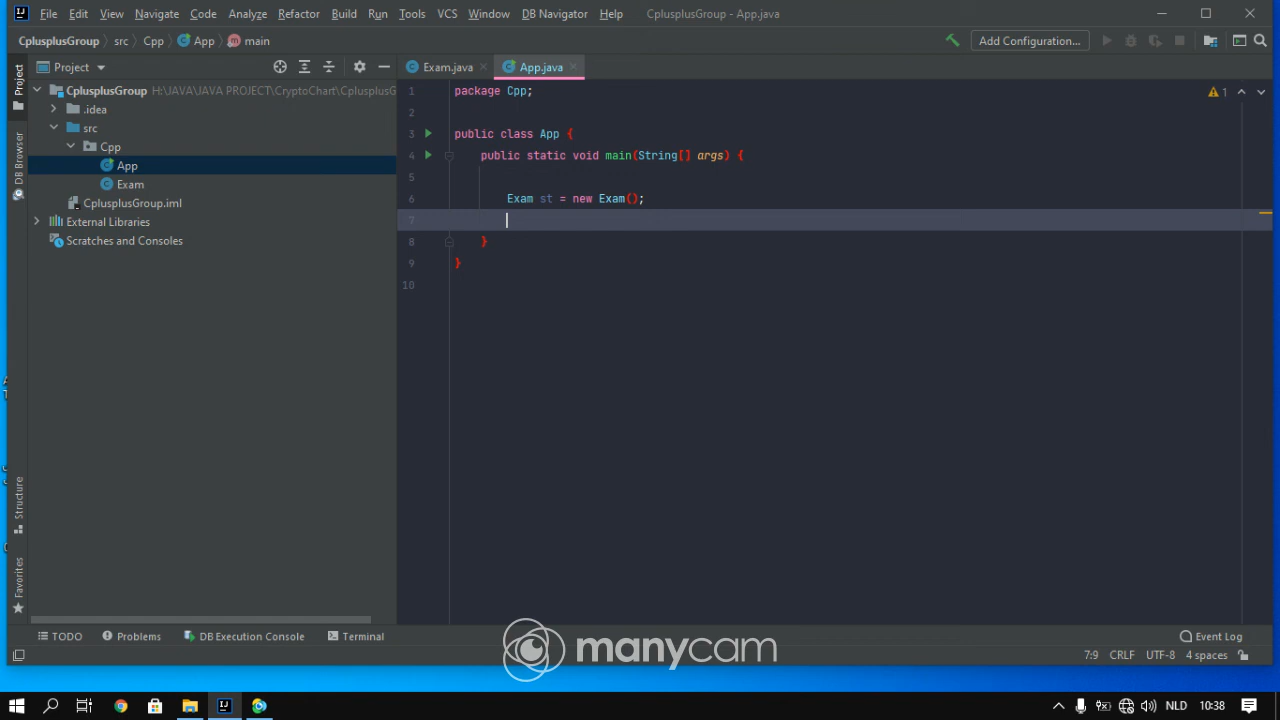 File Edit View Navigate Code Analyze Refactor Build Run Tools VCS Window DB Navigator Help CplusplusGroup - App.java
CplusplusGroup src Cpp App main Add Configuration...
Project
Exam.java
App.java
Project
DB Browser
Structure
Favorites
CplusplusGroup H:\JAVA\JAVA PROJECT\CryptoChart\CplusplusG
.idea
src
Cpp
App
Exam
CplusplusGroup.iml
External Libraries
Scratches and Consoles
1 package Cpp;
2
3 public class App {
4 public static void main(String[] args) {
5
6 Exam st = new Exam();
7
8 }
9 }
10
1
TODO Problems DB Execution Console Terminal Event Log
manycam
7:9 CRLF UTF-8 4 spaces
NLD 10:38